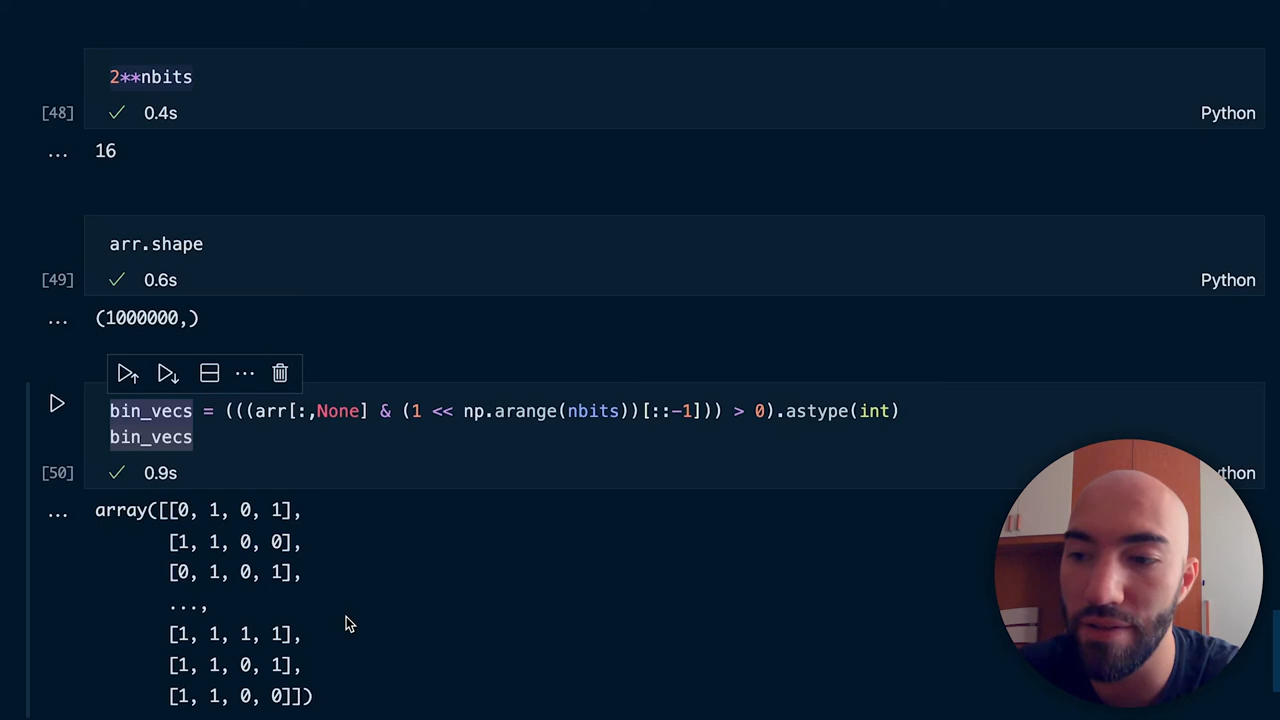 2**nbits
[48] 0.4s Python
... 16
arr.shape
[49] 0.6s Python
... (1000000,)
...
bin_vecs = (((arr[:,None] & (1 << np.arange(nbits))[::-1])) > 0).astype(int)
bin_vecs
[50] 0.9s thon
... array([[0, 1, 0, 1],
[1, 1, 0, 0],
[0, 1, 0, 1],
...,
[1, 1, 1, 1],
[1, 1, 0, 1],
[1, 1, 0, 0]])